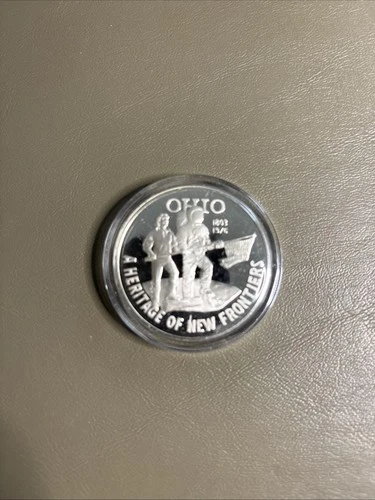 OHIO
1803
1976
A HERITAGE OF NEW FRONTIERS